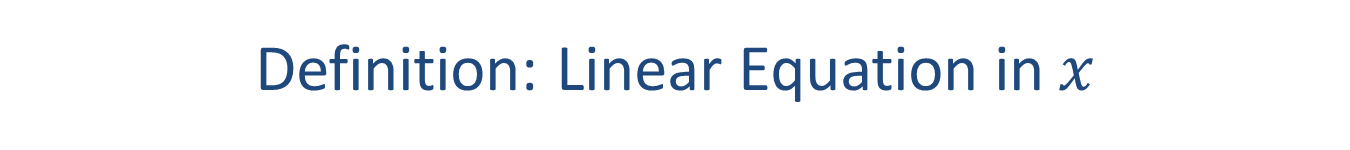 Definition: Linear Equation in 𝑥